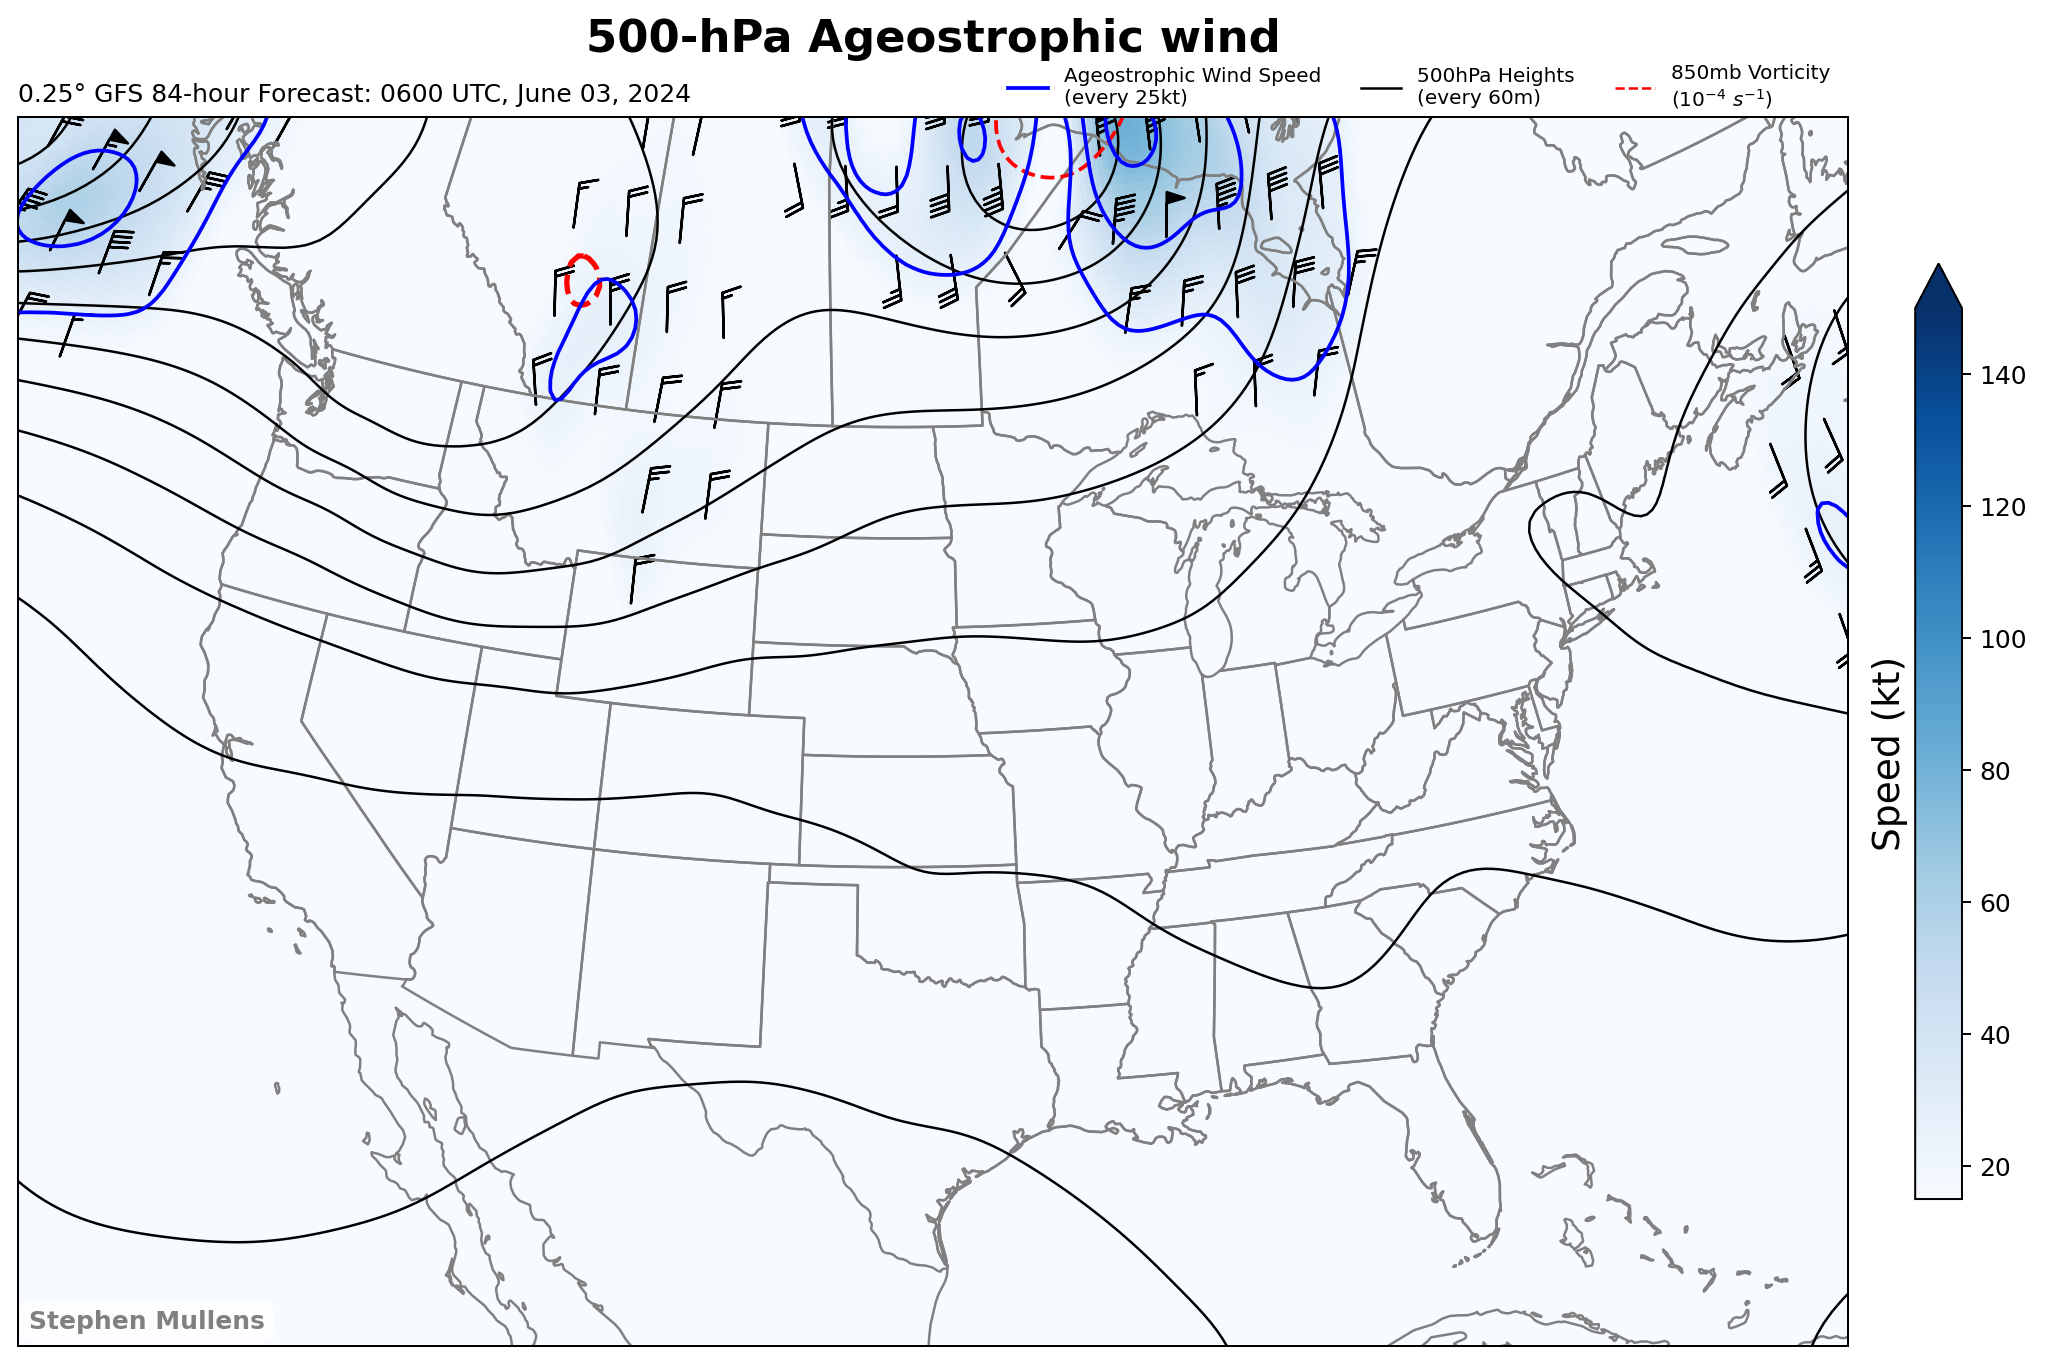 500-hPa Ageostrophic wind
0.25° GFS 84-hour Forecast: 0600 UTC, June 03, 2024
Ageostrophic Wind Speed
(every 25kt)
500hPa Heights
(every 60m)
850mb Vorticity
(10⁻⁴ s⁻¹)
140
120
100
80
60
40
20
Speed (kt)
Stephen Mullens